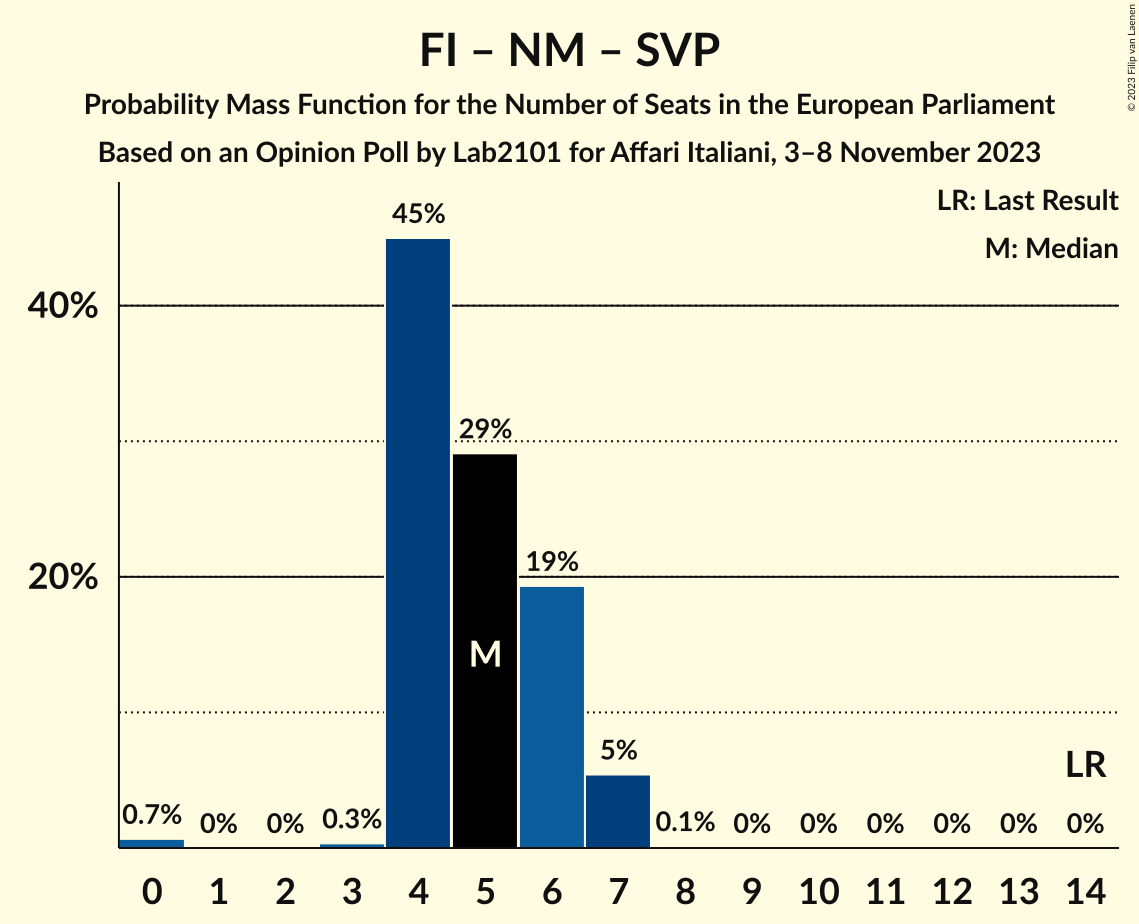 FI – NM – SVP
Probability Mass Function for the Number of Seats in the European Parliament
Based on an Opinion Poll by Lab2101 for Affari Italiani, 3–8 November 2023
© 2023 Filip van Laenen
LR: Last Result
M: Median
45%
40%
29%
20%
19%
M
5%
LR
0.7% 0% 0% 0.3% 0.1% 0% 0% 0% 0% 0% 0%
0 1 2 3 4 5 6 7 8 9 10 11 12 13 14